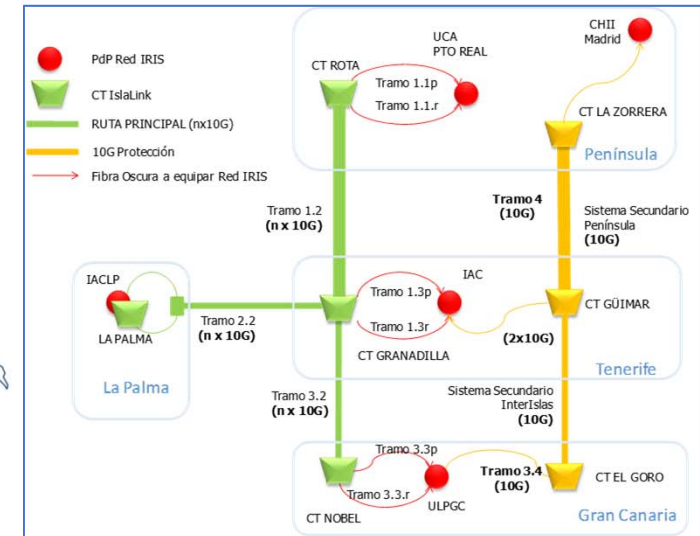 PdP Red IRIS
CT IslaLink
RUTA PRINCIPAL (nx10G)
10G Protección
Fibra Oscura a equipar Red IRIS
UCA
PTO REAL
CT ROTA
Tramo 1.1p
Tramo 1.1.r
CHII
Madrid
CT LA ZORRERA
Península
Tramo 1.2
(n x 10G)
Tramo 4
(10G)
Sistema Secundario
Península
(10G)
IACLP
LA PALMA
La Palma
Tramo 2.2
(n x 10G)
Tramo 1.3p
Tramo 1.3r
IAC
CT GRANADILLA
(2x10G)
CT GÜIMAR
Tenerife
Tramo 3.2
(n x 10G)
Sistema Secundario
InterIslas
(10G)
Tramo 3.3p
Tramo 3.3.r
CT NOBEL
ULPGC
Tramo 3.4
(10G)
CT EL GORO
Gran Canaria